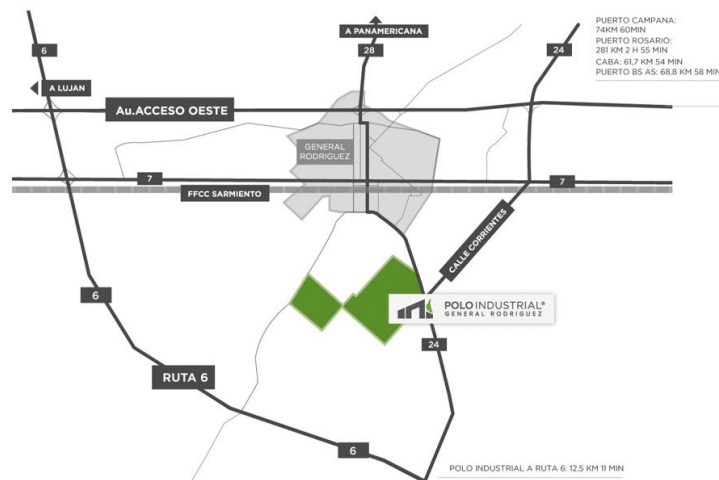 PUERTO CAMPANA:
74KM 60MIN
PUERTO ROSARIO:
281 KM 2 H 55 MIN
CABA: 61,7 KM 54 MIN
PUERTO BS AS: 68,8 KM 58 MIN
A PANAMERICANA
6
28
24
A LUJAN
Au.ACCESO OESTE
GENERAL
RODRIGUEZ
7
7
FFCC SARMIENTO
CALLE CORRIENTES
6
POLO INDUSTRIAL®
GENERAL RODRIGUEZ
24
RUTA 6
6
POLO INDUSTRIAL A RUTA 6: 12,5 KM 11 MIN